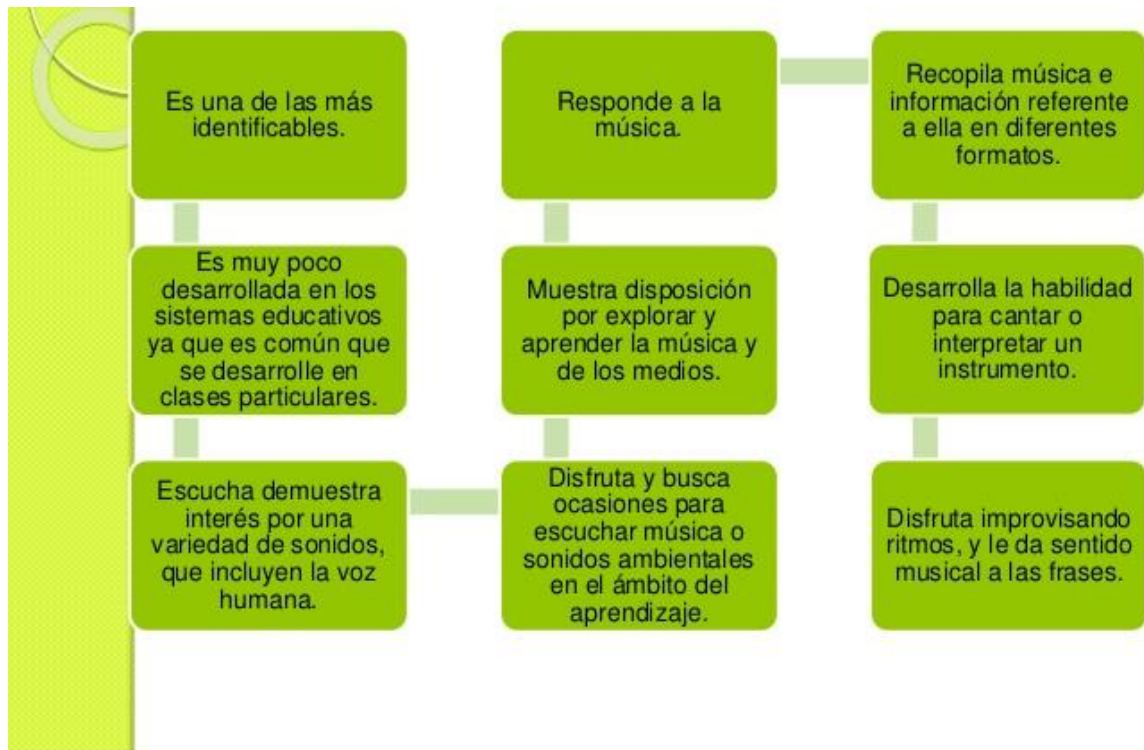 Es una de las más
identificables.
Es muy poco
desarrollada en los
sistemas educativos
ya que es común que
se desarrolle en
clases particulares.
Escucha demuestra
interés por una
variedad de sonidos,
que incluyen la voz
humana.
Disfruta y busca
ocasiones para
escuchar música o
sonidos ambientales
en el ámbito del
aprendizaje.
Muestra disposición
por explorar y
aprender la música y
de los medios.
Responde a la
música.
Recopila música e
información referente
a ella en diferentes
formatos.
Desarrolla la habilidad
para cantar o
interpretar un
instrumento.
Disfruta improvisando
ritmos, y le da sentido
musical a las frases.